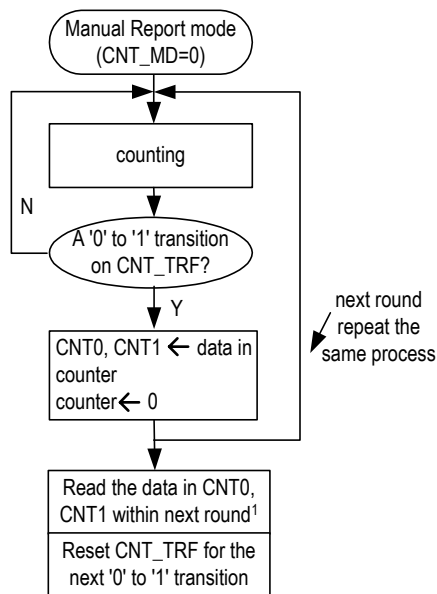 Manual Report mode
(CNT_MD=0)
counting
N
A '0' to '1' transition
on CNT_TRF?
Y
next round
repeat the
same process
CNT0, CNT1 ← data in
counter
counter← 0
Read the data in CNT0,
CNT1 within next round¹
Reset CNT_TRF for the
next '0' to '1' transition